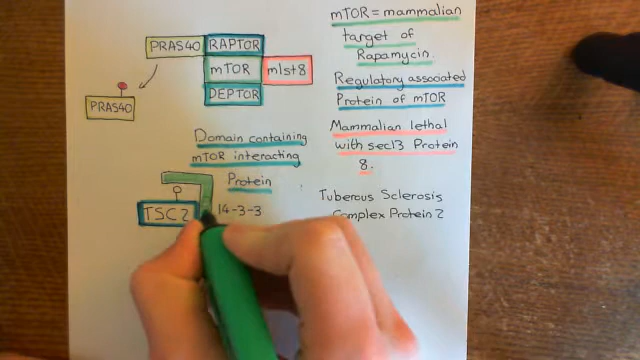 PRAS40 RAPTOR
mTOR mlst8
DEPTOR
PRAS40
Domain containing
mTOR interacting
Protein
TSC2 14-3-3
mTOR = mammalian
target of
Rapamycin
Regulatory associated
Protein of mTOR
Mammalian lethal
with sec13 Protein
8.
Tuberous Sclerosis
Complex Protein 2